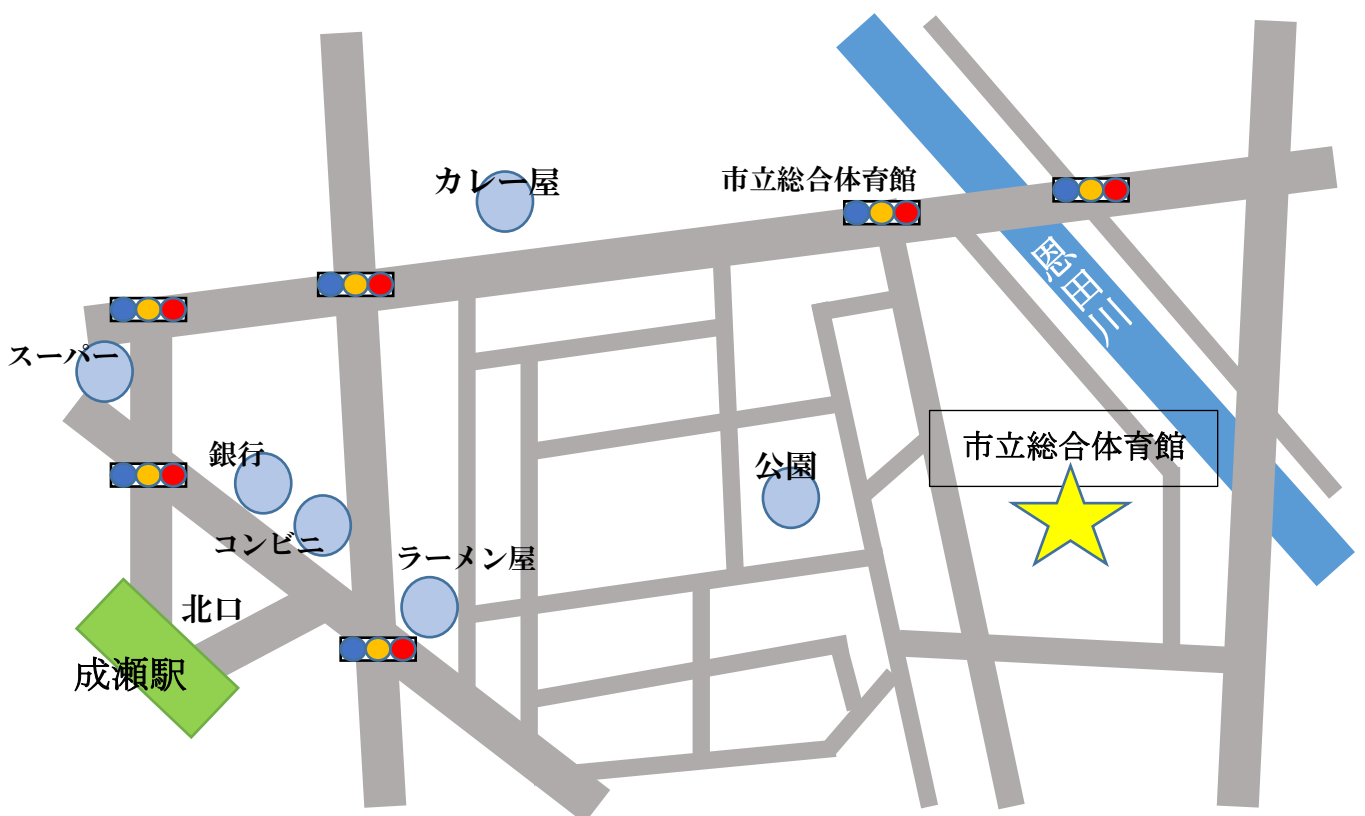 カレー屋
市立総合体育館
恩田川
スーパー
銀行
市立総合体育館
公園
コンビニ
ラーメン屋
北口
成瀬駅